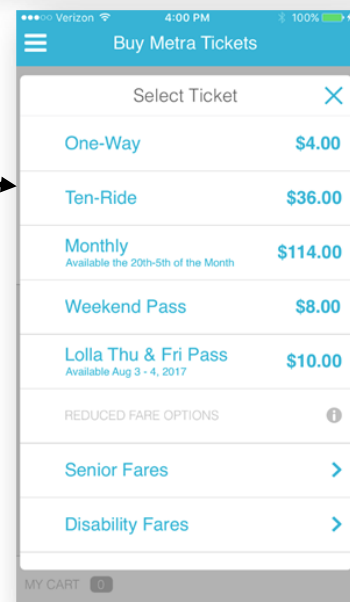 Verizon 4:00 PM 100%
Buy Metra Tickets
Select Ticket
One-Way $4.00
Ten-Ride $36.00
Monthly $114.00
Available the 20th-5th of the Month
Weekend Pass $8.00
Lolla Thu & Fri Pass $10.00
Available Aug 3 - 4, 2017
REDUCED FARE OPTIONS
Senior Fares
Disability Fares
MY CART 0